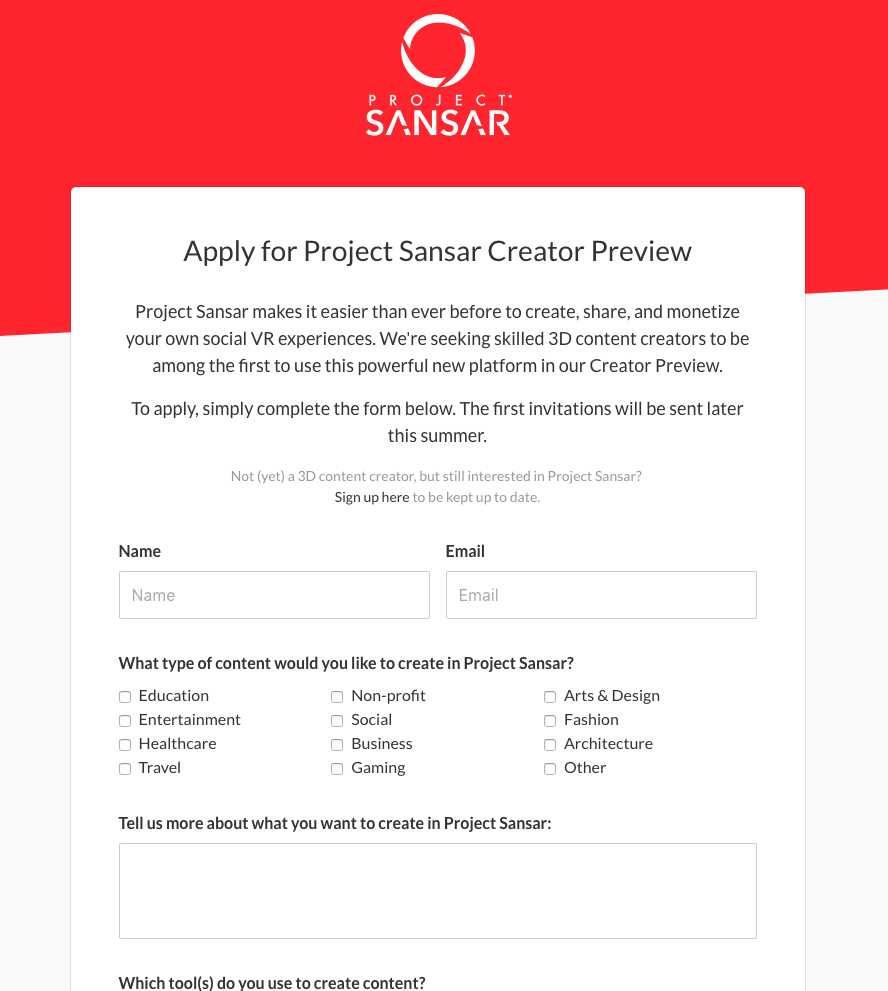 PROJECT
SANSAR
Apply for Project Sansar Creator Preview
Project Sansar makes it easier than ever before to create, share, and monetize
your own social VR experiences. We're seeking skilled 3D content creators to be
among the first to use this powerful new platform in our Creator Preview.
To apply, simply complete the form below. The first invitations will be sent later
this summer.
Not (yet) a 3D content creator, but still interested in Project Sansar?
Sign up here to be kept up to date.
Name Email
Name Email
What type of content would you like to create in Project Sansar?
Education Non-profit Arts & Design
Entertainment Social Fashion
Healthcare Business Architecture
Travel Gaming Other
Tell us more about what you want to create in Project Sansar:
Which tool(s) do you use to create content?